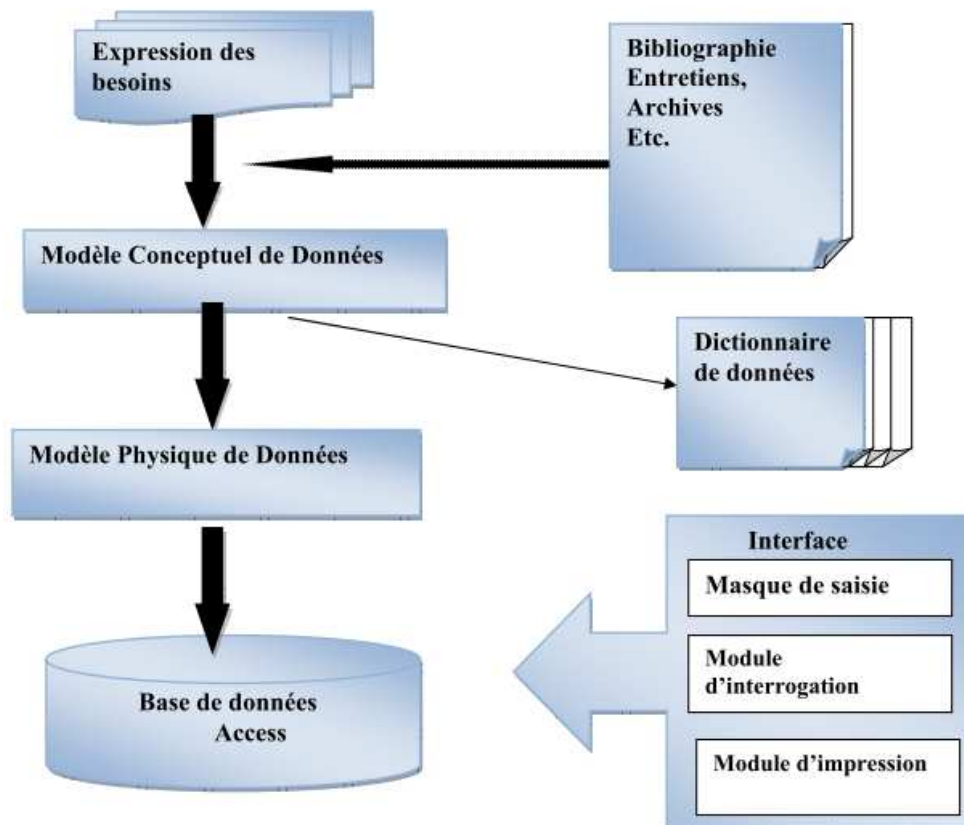 Expression des
besoins
Bibliographie
Entretiens,
Archives
Etc.
Modèle Conceptuel de Données
Dictionnaire
de données
Modèle Physique de Données
Interface
Masque de saisie
Module
d'interrogation
Module d'impression
Base de données
Access